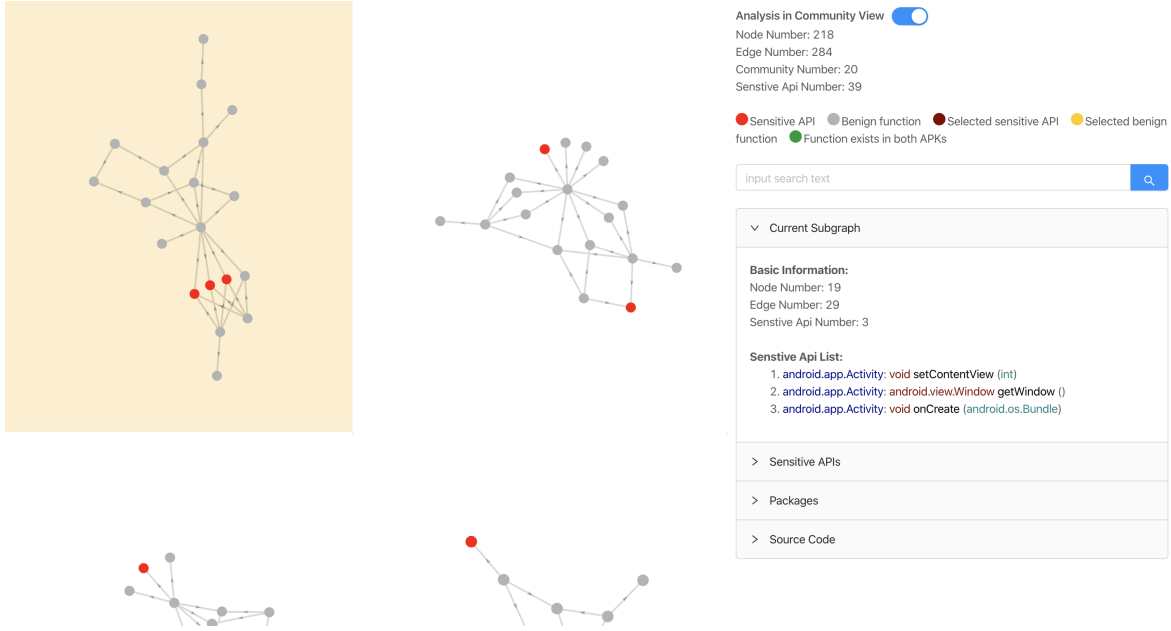 Analysis in Community View
Node Number: 218
Edge Number: 284
Community Number: 20
Senstive Api Number: 39
Sensitive API Benign function Selected sensitive API Selected benign
function Function exists in both APKs
input search text
Current Subgraph
Basic Information:
Node Number: 19
Edge Number: 29
Senstive Api Number: 3
Senstive Api List:
1. android.app.Activity: void setContentView (int)
2. android.app.Activity: android.view.Window getWindow ()
3. android.app.Activity: void onCreate (android.os.Bundle)
Sensitive APIs
Packages
Source Code